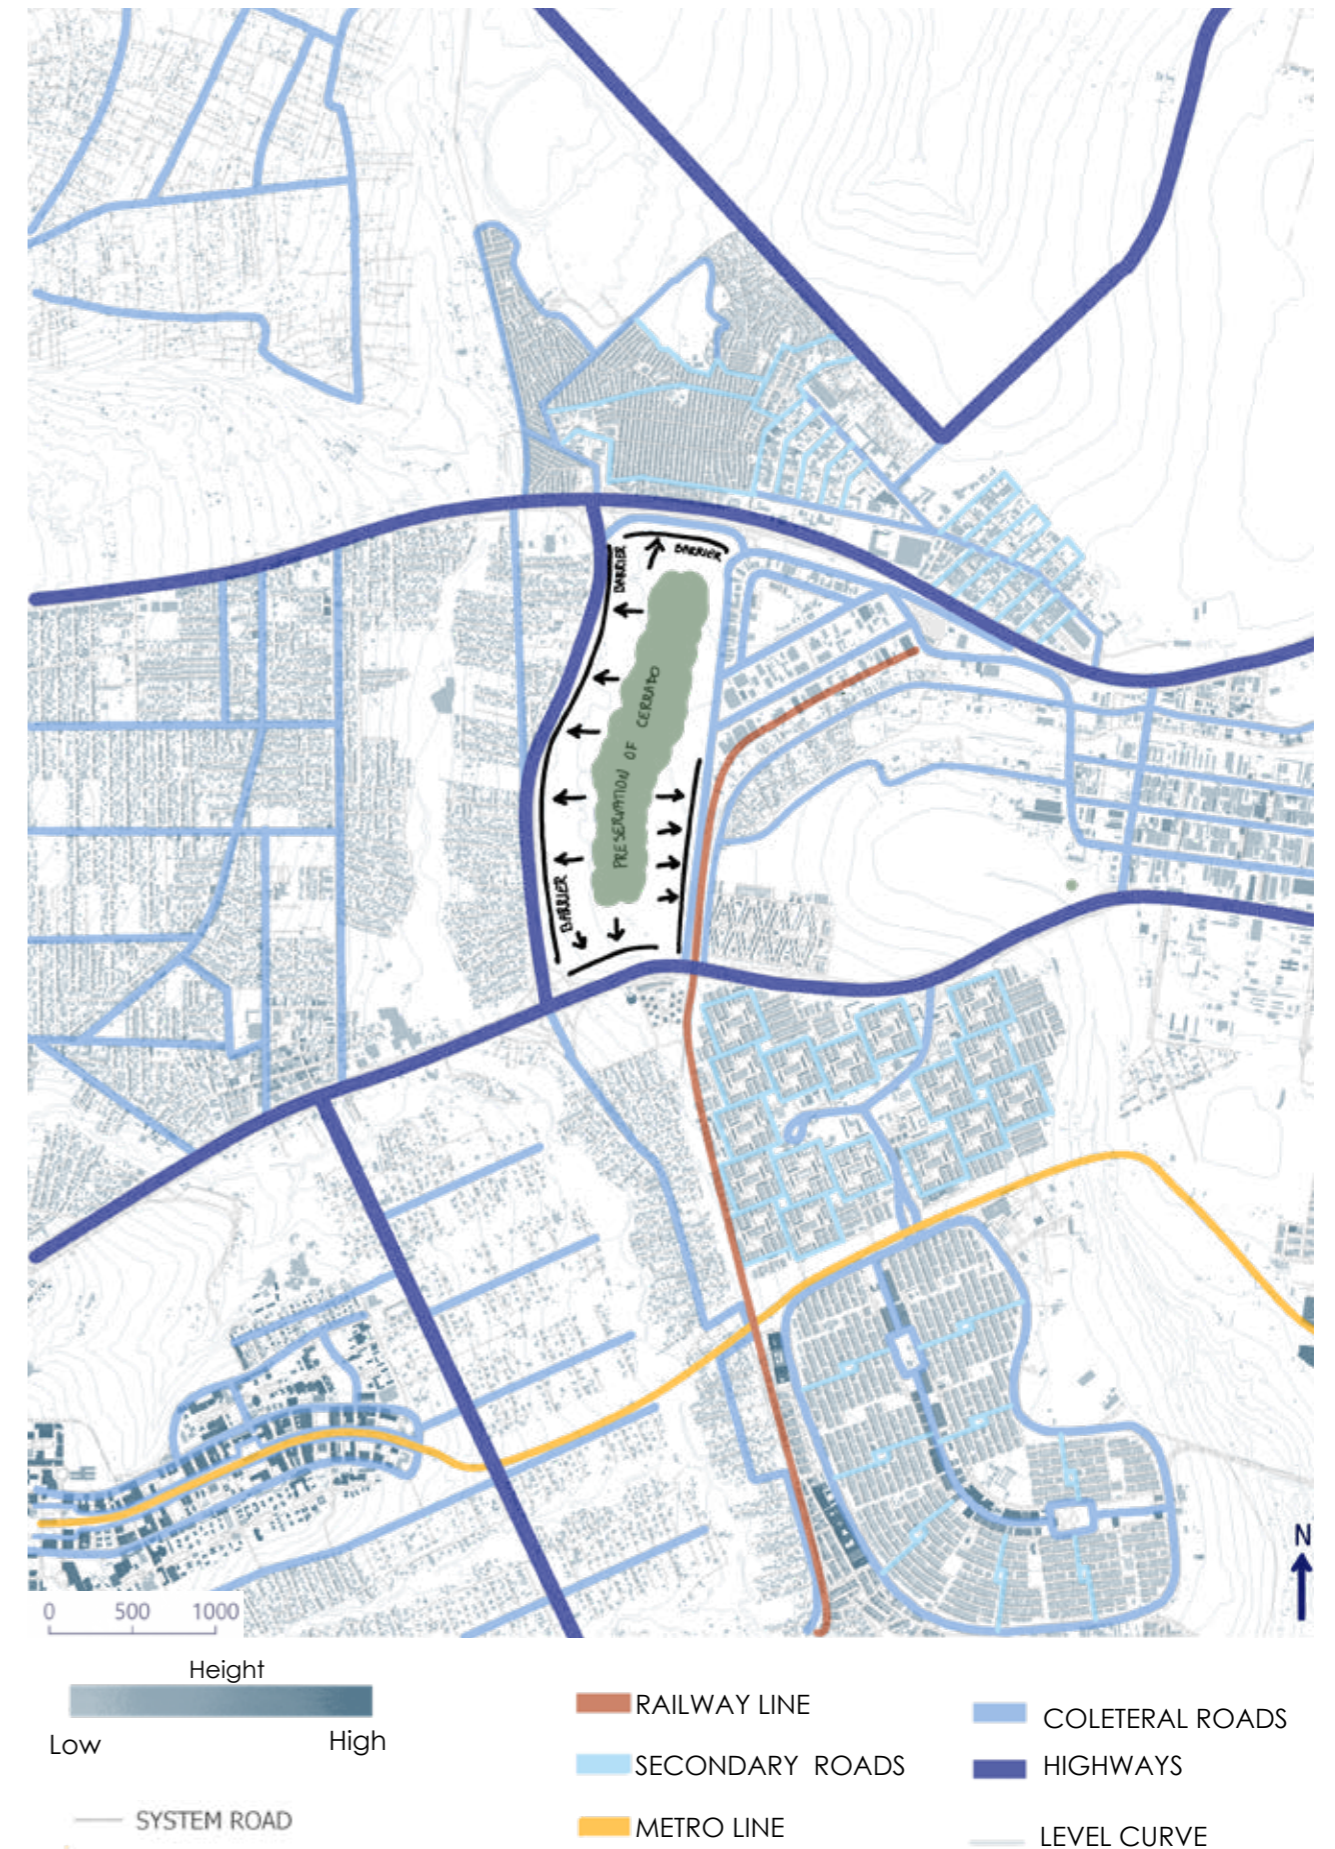 BARRIER
BARRIER
PRESERVATION OF CERRADO
BARRIER
N
0 500 1000
Height
Low High
SYSTEM ROAD
RAILWAY LINE
SECONDARY ROADS
METRO LINE
COLETERAL ROADS
HIGHWAYS
LEVEL CURVE